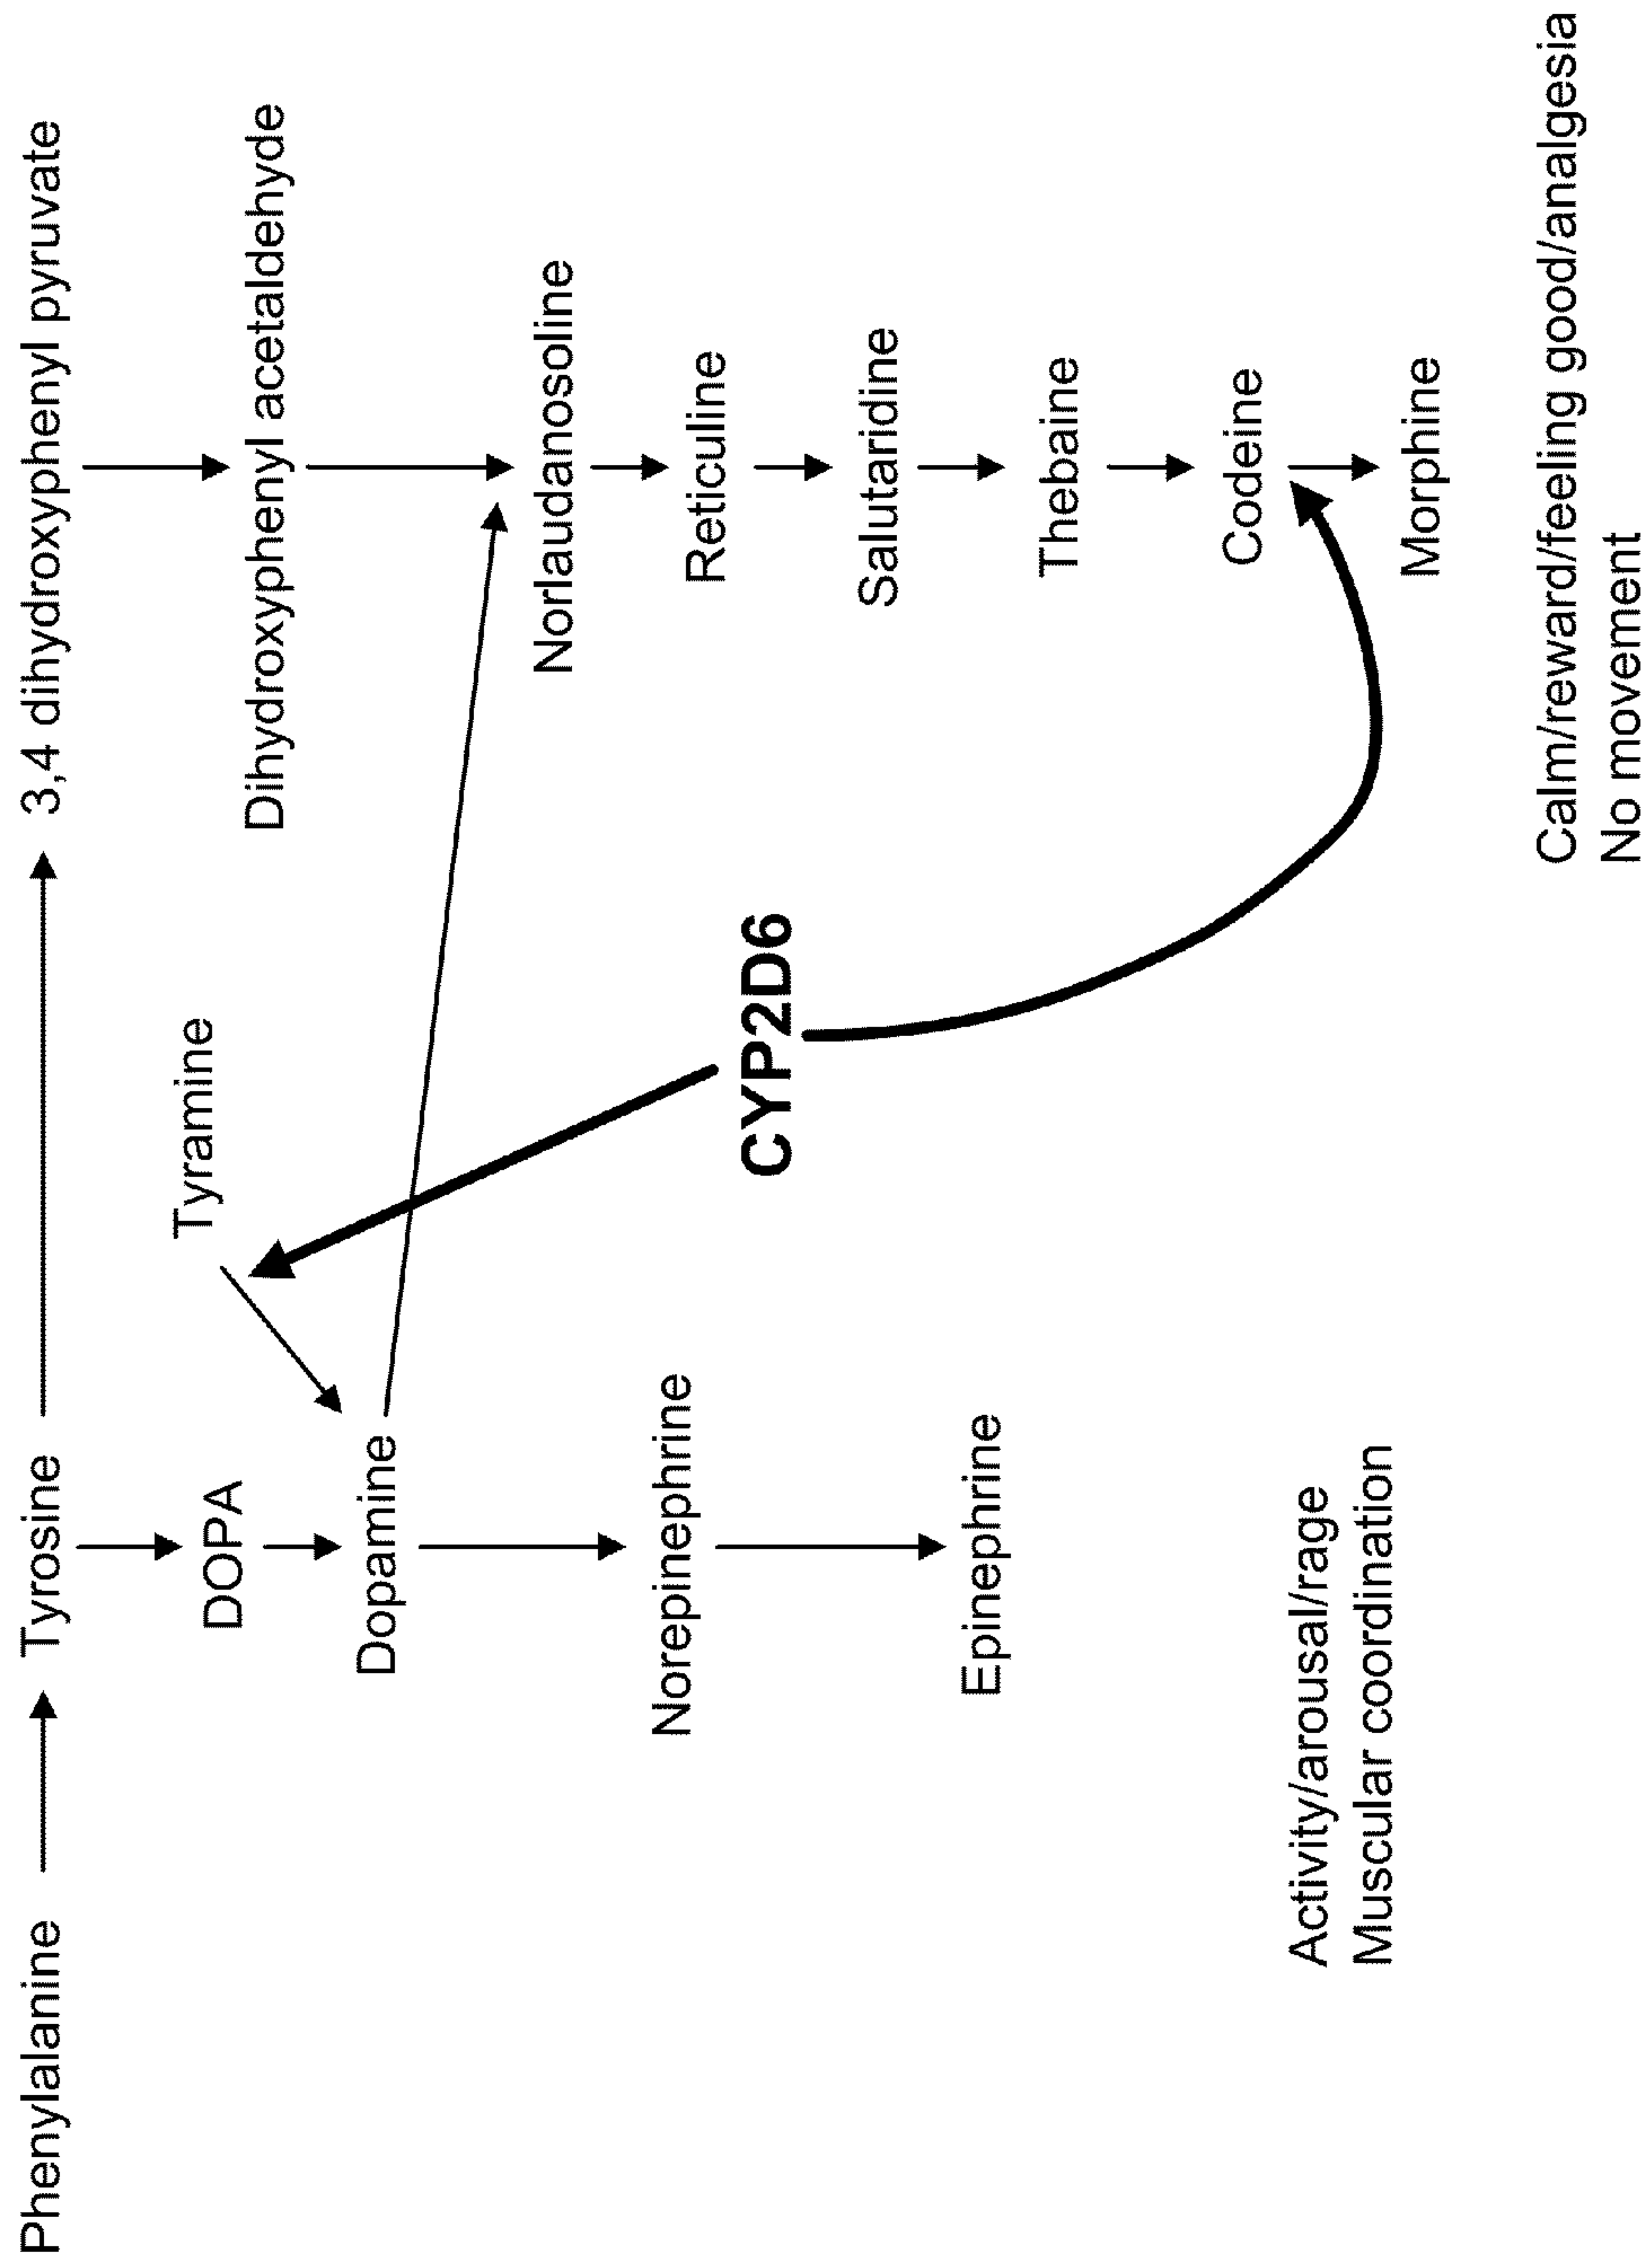 Phenylalanine
Tyrosine
3,4 dihydroxyphenyl pyruvate
Tyramine
DOPA
Dihydroxyphenyl acetaldehyde
Dopamine
Norlaudanosoline
Norepinephrine
Reticuline
CYP2D6
Salutaridine
Epinephrine
Thebaine
Codeine
Morphine
Activity/arousal/rage
Muscular coordination
Calm/reward/feeling good/analgesia
No movement